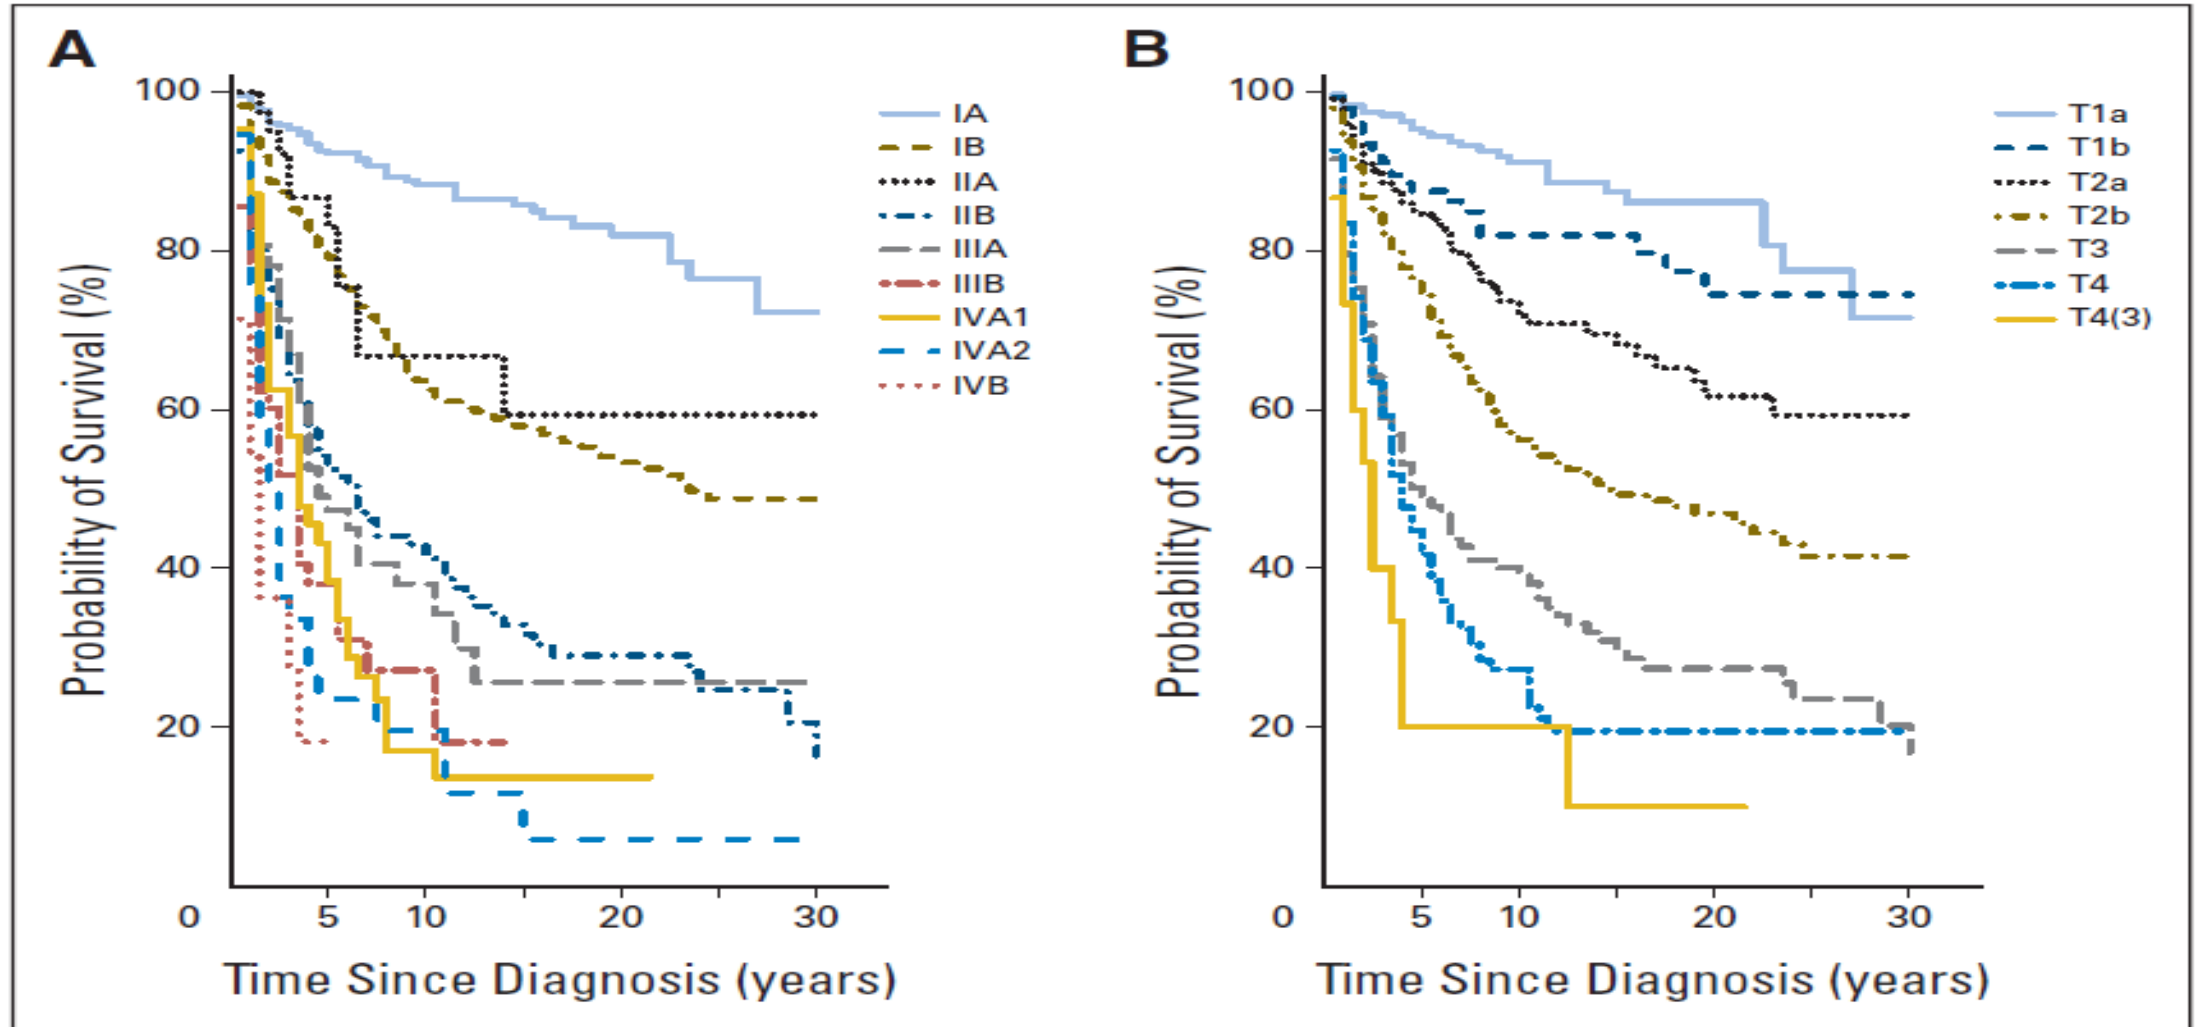 A
Probability of Survival (%)
100
80
60
40
20
0
5
10
20
30
Time Since Diagnosis (years)
IA
IB
IIA
IIB
IIIA
IIIB
IVA1
IVA2
IVB
B
Probability of Survival (%)
100
80
60
40
20
0
5
10
20
30
Time Since Diagnosis (years)
T1a
T1b
T2a
T2b
T3
T4
T4(3)